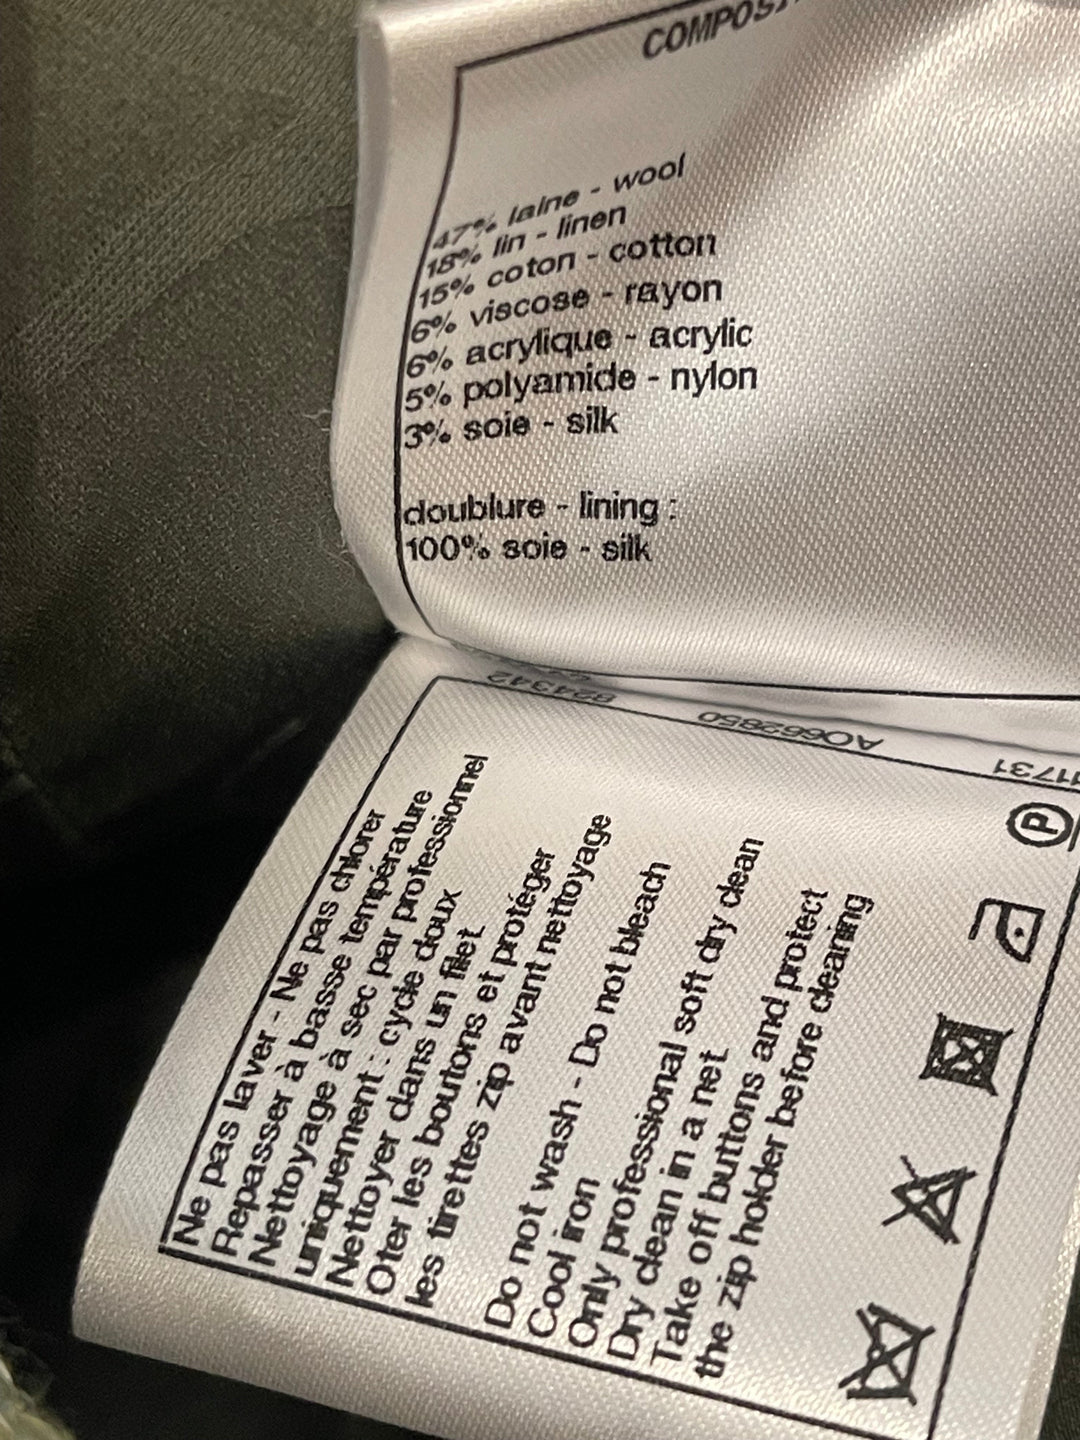 47% laine - wool
18% lin - linen
15% coton - cotton
6% viscose - rayon
6% acrylique - acrylic
5% polyamide - nylon
3% soie - silk
doublure - lining :
100% soie - silk
824342
AO662850
11731
Ne pas laver - Ne pas chlorer
Repasser à basse température
Nettoyage à sec par professionnel
uniquement : cycle doux
Nettoyer dans un filet
Oter les boutons et protéger
les tirettes zip avant nettoyage
Do not wash - Do not bleach
Cool iron
Only professional soft dry clean
Dry clean in a net
Take off buttons and protect
the zip holder before cleaning
P